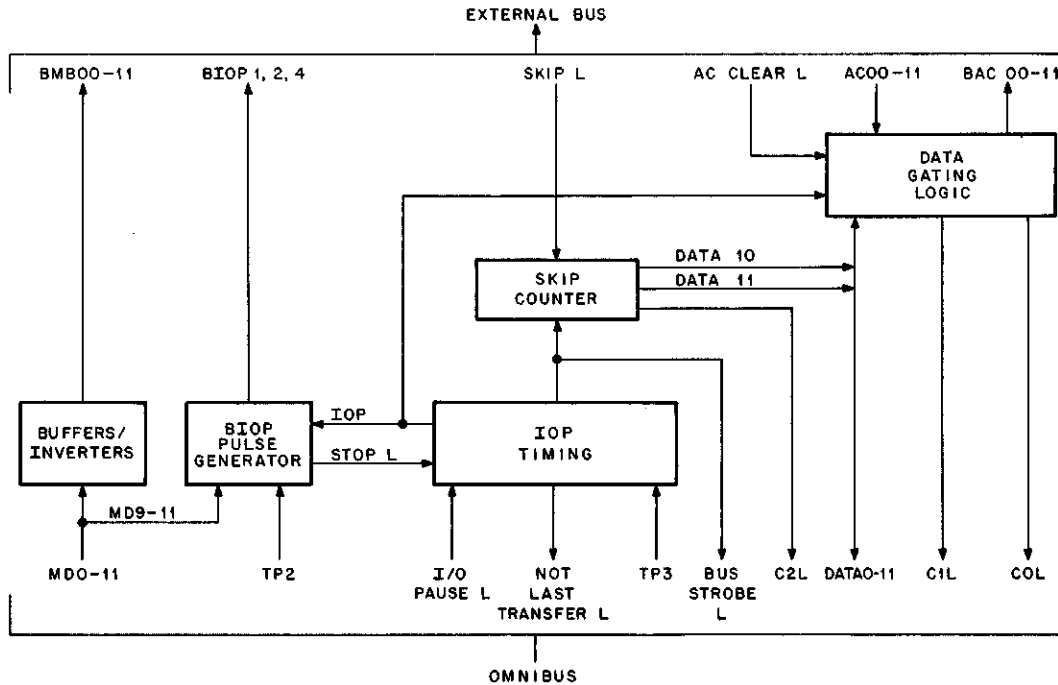 EXTERNAL BUS
BMB00-11
BIOP 1, 2, 4
SKIP L
AC CLEAR L
AC00-11
BAC 00-11
DATA
GATING
LOGIC
DATA 10
SKIP
COUNTER
DATA 11
BUFFERS/
INVERTERS
BIOP
PULSE
GENERATOR
IOP
STOP L
IOP
TIMING
MD9-11
MD0-11
TP2
I/O
PAUSE L
NOT
LAST
TRANSFER L
TP3
BUS
STROBE
L
C2L
DATA0-11
C1L
C0L
OMNIBUS